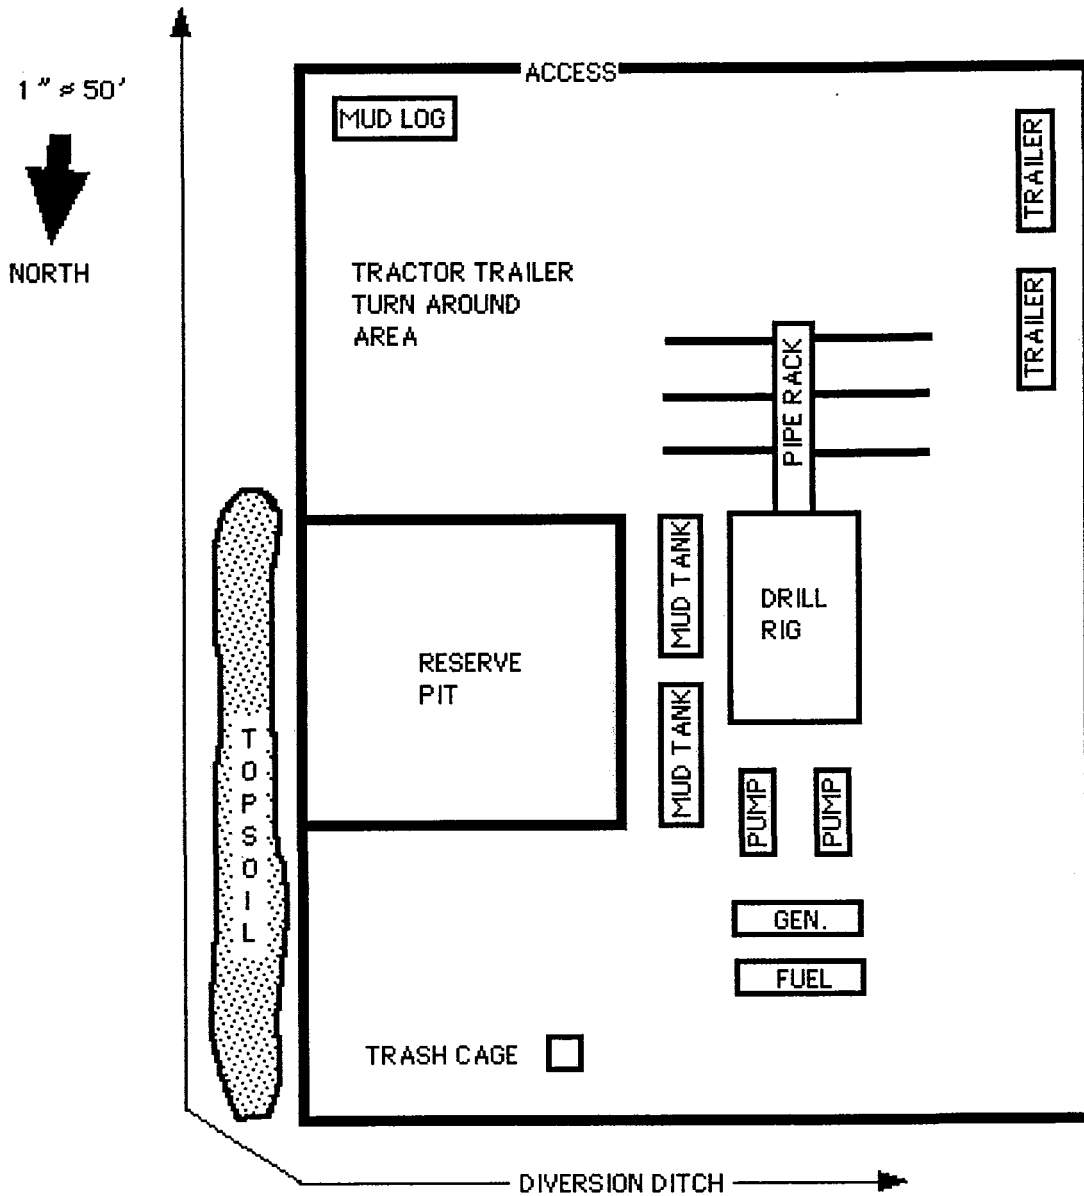 ACCESS
1" ≈ 50'
MUD LOG
TRAILER
NORTH
TRACTOR TRAILER
TURN AROUND
AREA
TRAILER
PIPE RACK
MUD TANK
DRILL
RIG
RESERVE
PIT
MUD TANK
TOPSOIL
PUMP
PUMP
GEN.
FUEL
TRASH CAGE
DIVERSION DITCH